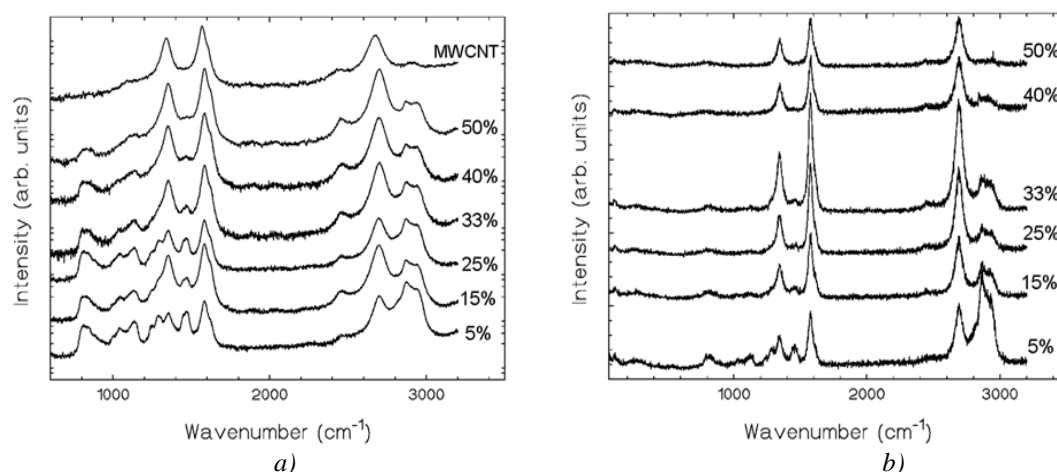 Intensity (arb. units)
MWCNT
50%
40%
33%
25%
15%
5%
1000 2000 3000
Wavenumber (cm⁻¹)
a)
Intensity (arb. units)
50%
40%
33%
25%
15%
5%
1000 2000 3000
Wavenumber (cm⁻¹)
b)